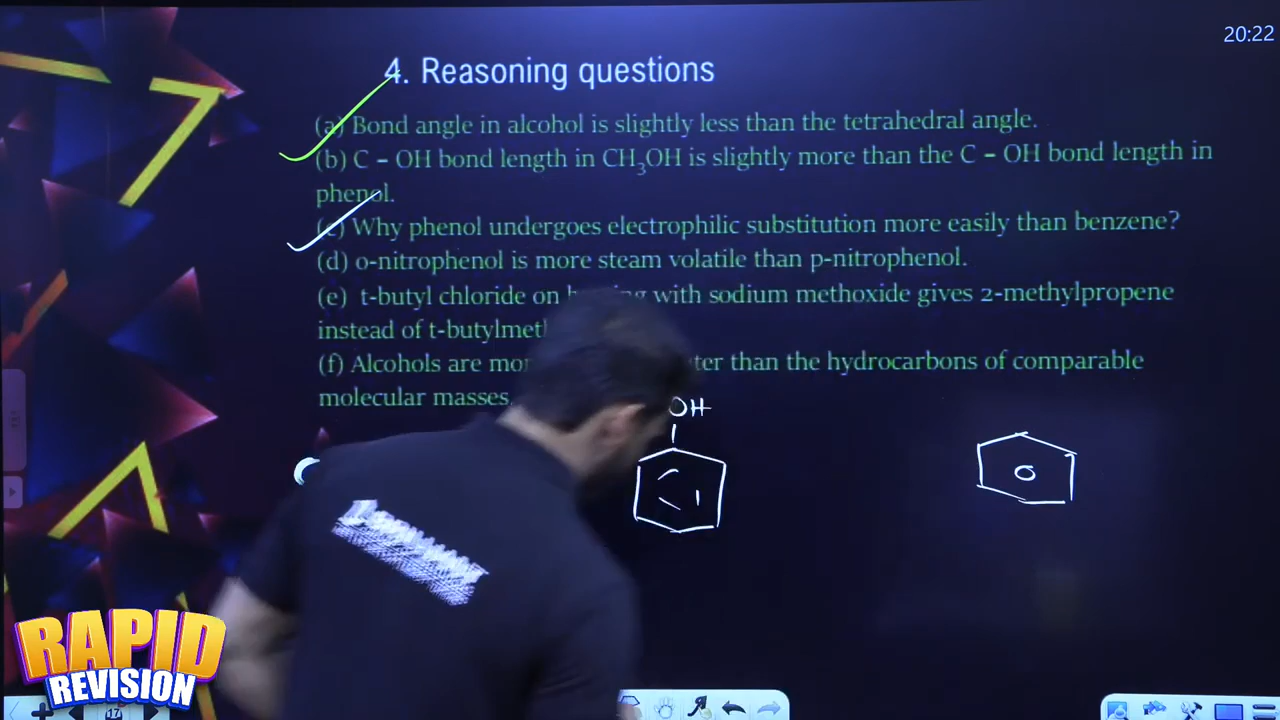 20:22
4. Reasoning questions
(a) Bond angle in alcohol is slightly less than the tetrahedral angle.
(b) C – OH bond length in CH₃OH is slightly more than the C – OH bond length in
phenol.
(c) Why phenol undergoes electrophilic substitution more easily than benzene?
(d) o-nitrophenol is more steam volatile than p-nitrophenol.
(e) t-butyl chloride on with sodium methoxide gives 2-methylpropene
instead of
(f) Alcohols are than the hydrocarbons of comparable
molecular masses.
OH
RAPID
REVISION
17